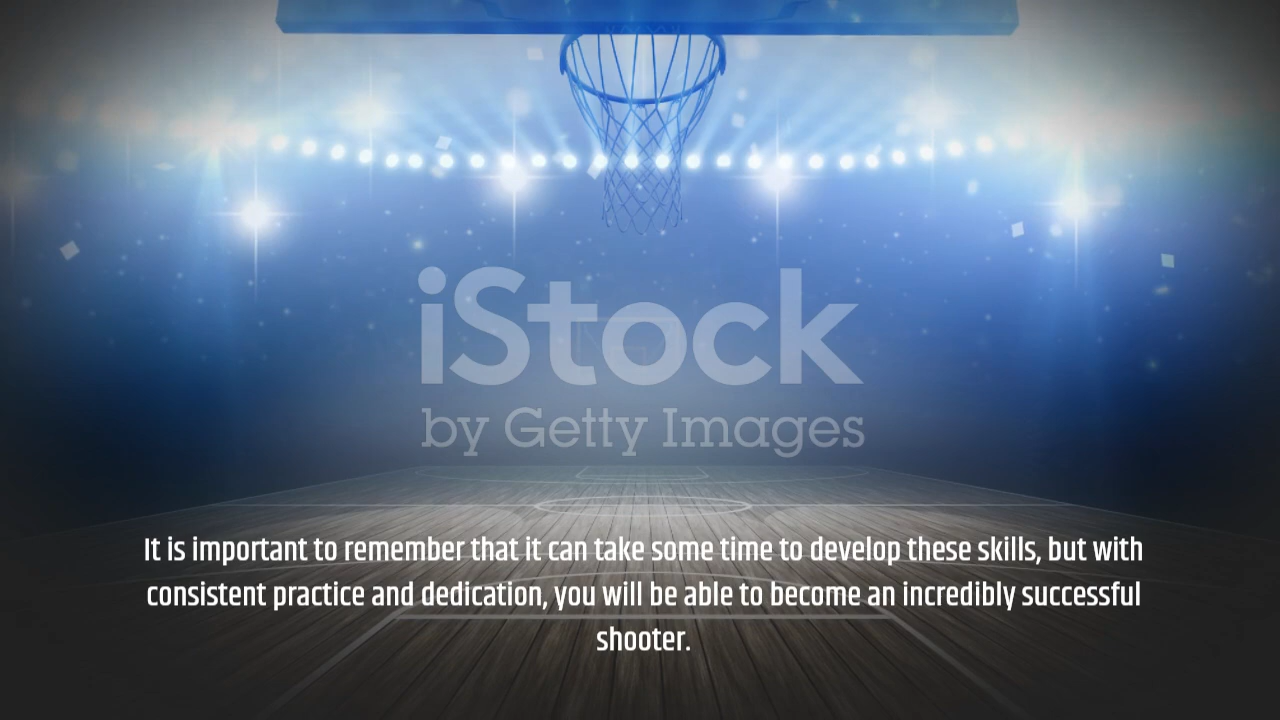 iStock
by Getty Images
It is important to remember that it can take some time to develop these skills, but with
consistent practice and dedication, you will be able to become an incredibly successful
shooter.